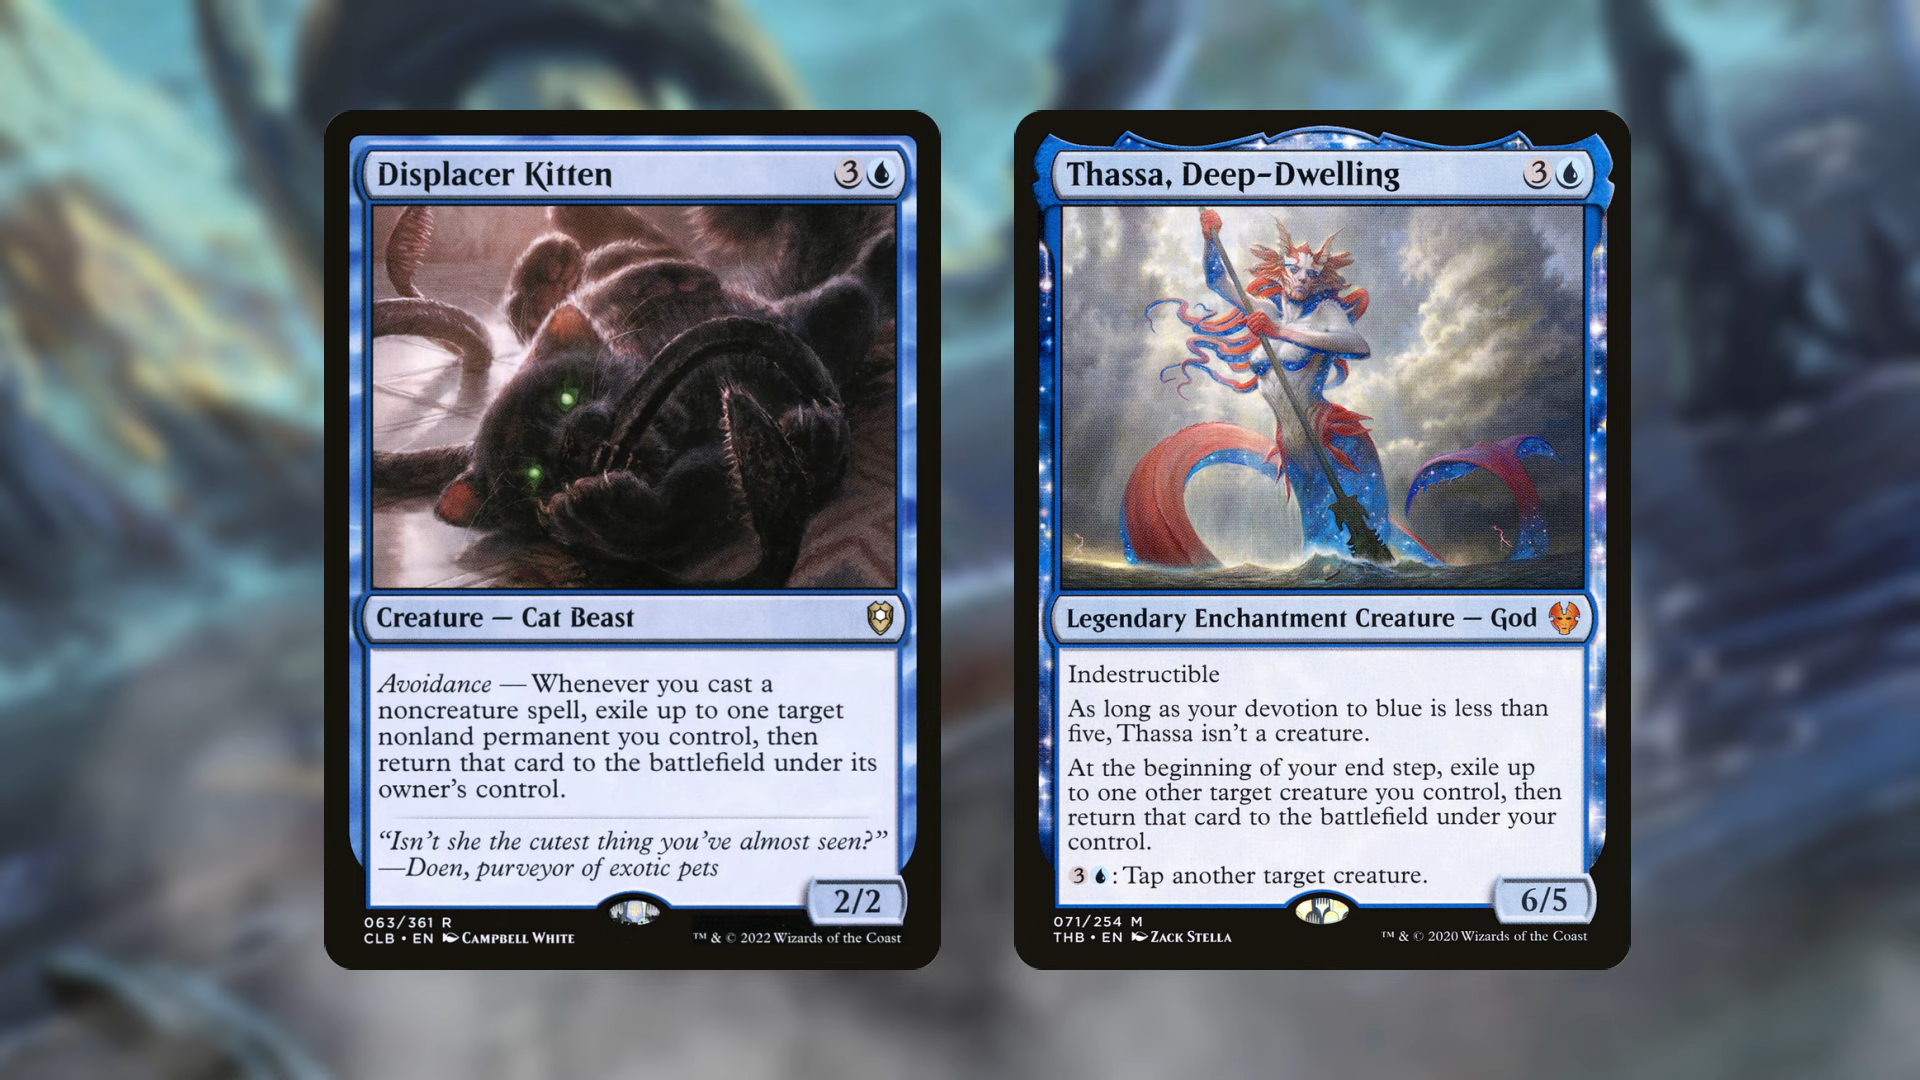 Displacer Kitten 3
Creature — Cat Beast
Avoidance — Whenever you cast a
noncreature spell, exile up to one target
nonland permanent you control, then
return that card to the battlefield under its
owner's control.
“Isn't she the cutest thing you've almost seen?”
—Doen, purveyor of exotic pets
2/2
063/361 R
CLB • EN CAMPBELL WHITE
™ & © 2022 Wizards of the Coast
Thassa, Deep-Dwelling 3
Legendary Enchantment Creature — God
Indestructible
As long as your devotion to blue is less than
five, Thassa isn't a creature.
At the beginning of your end step, exile up
to one other target creature you control, then
return that card to the battlefield under your
control.
3 : Tap another target creature.
6/5
071/254 M
THB • EN ZACK STELLA
™ & © 2020 Wizards of the Coast